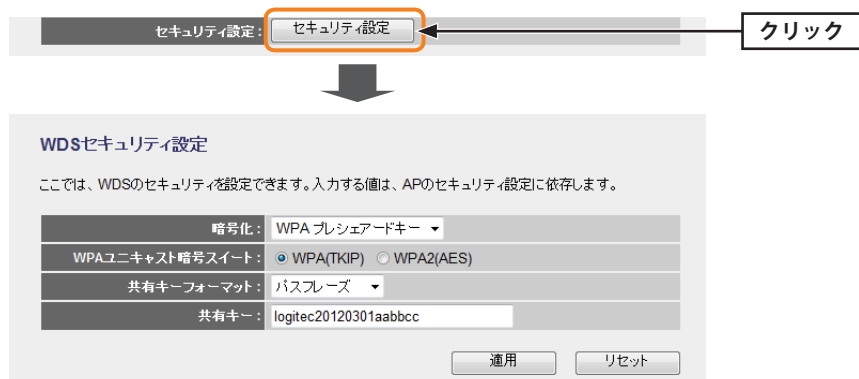 セキュリティ設定: セキュリティ設定 クリック
WDSセキュリティ設定
ここでは、WDSのセキュリティを設定できます。入力する値は、APのセキュリティ設定に依存します。
暗号化: WPA プレシェアードキー
WPAユニキャスト暗号スイート: WPA(TKIP) WPA2(AES)
共有キーフォーマット: パスフレーズ
共有キー: logitec20120301aabbcc
適用 リセット